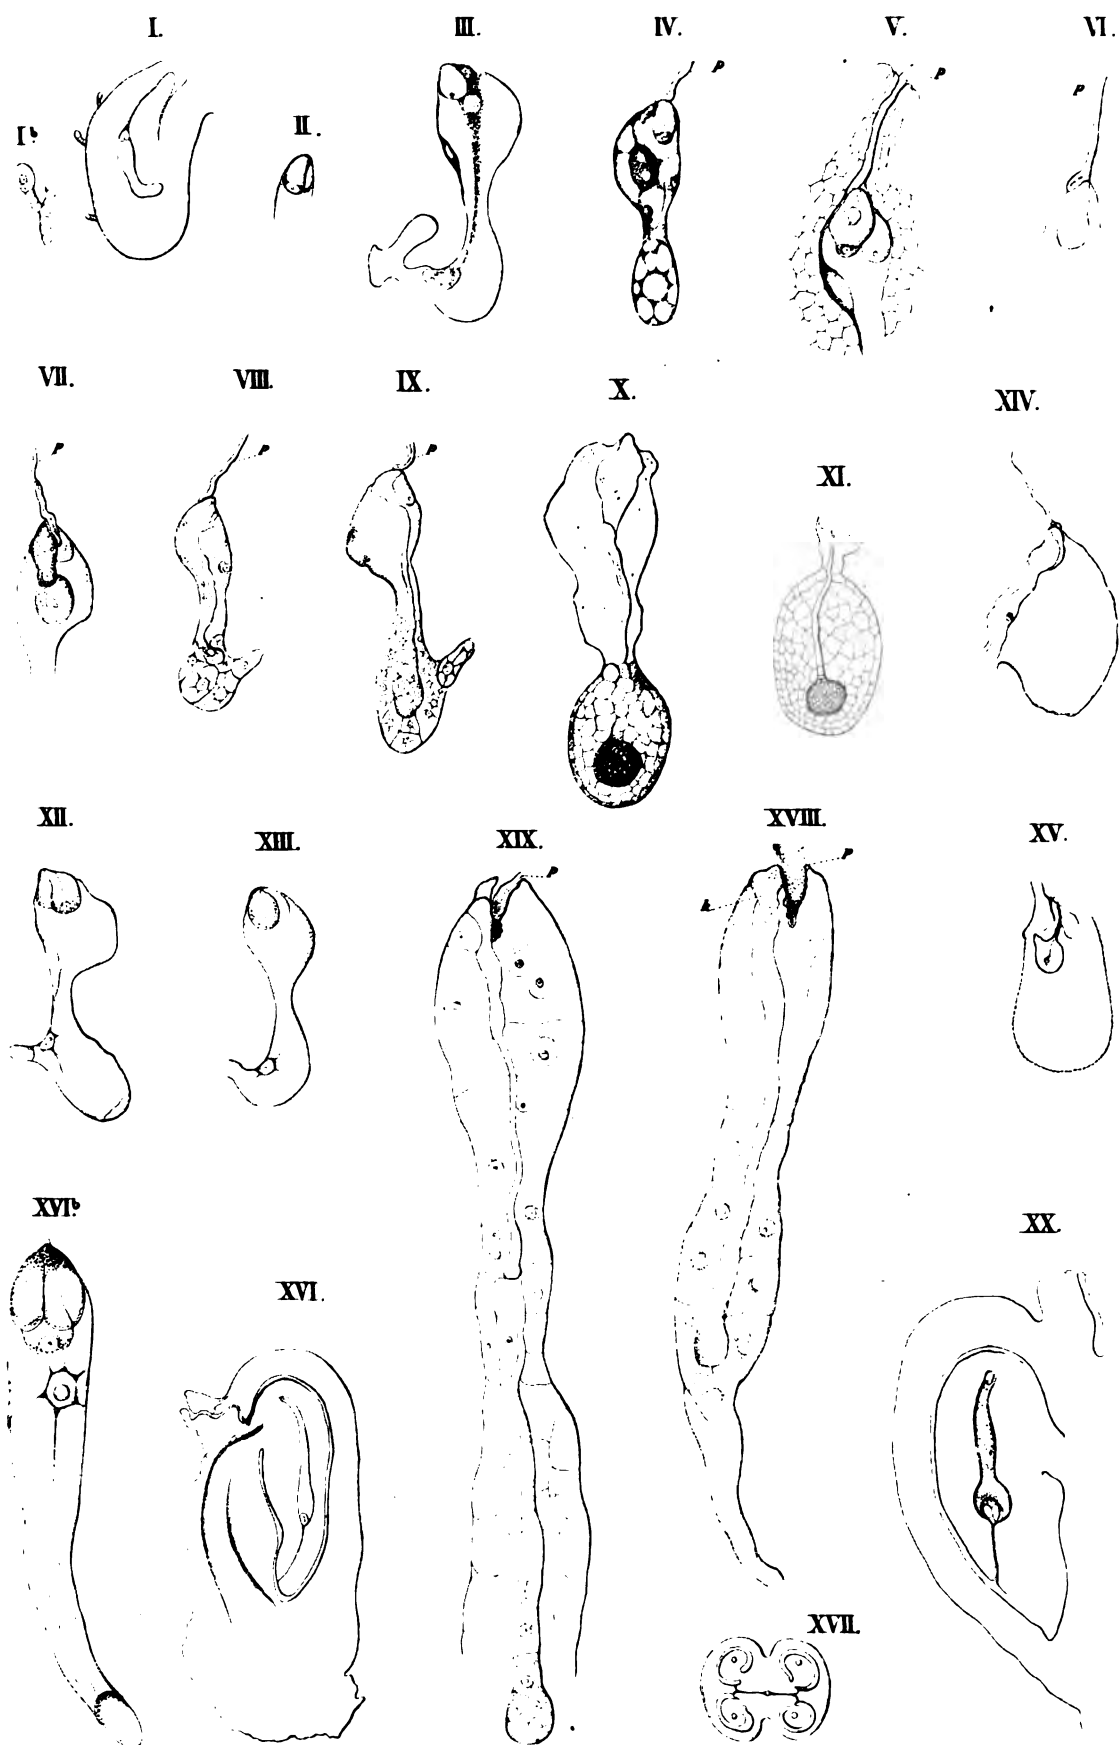 I.
III.
IV.
V.
VI.
P
P
P
Iᵇ
II.
VII.
VIII.
IX.
X.
XIV.
P
P
P
XI.
XII.
XIII.
XIX.
XVIII.
XV.
P
P
h
XVIᵇ
XVI.
XX.
XVII.